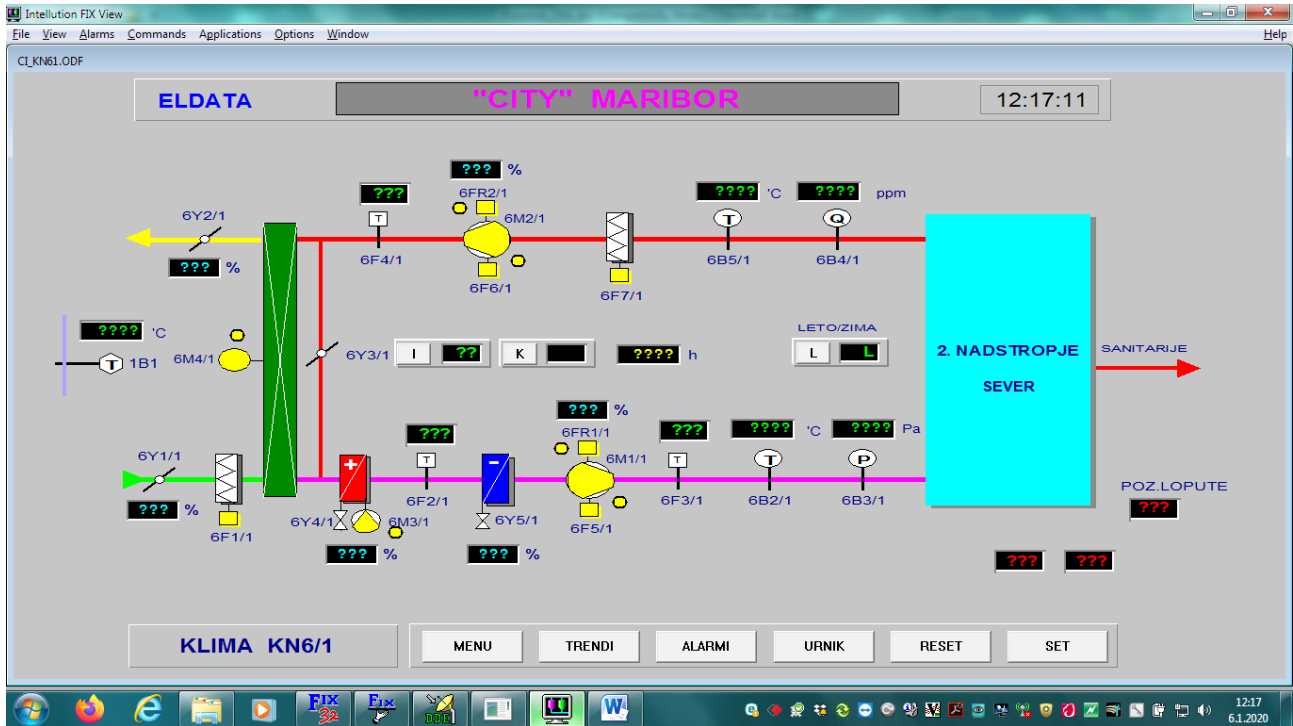 Intellution FIX View
File View Alarms Commands Applications Options Window Help
CI_KN61.ODF
ELDATA "CITY" MARIBOR 12:17:11
??? %
??? 6FR2/1 ???? 'C ???? ppm
T 6M2/1 T Q
6Y2/1
6F4/1 6B5/1 6B4/1
??? % 6F6/1 6F7/1
???? 'C LETO/ZIMA
T 1B1 6M4/1 6Y3/1 I ?? K ???? h L L 2. NADSTROPJE SANITARIJE
SEVER
??? %
??? 6FR1/1 ??? ???? 'C ???? Pa
6Y1/1 + T - 6M1/1 T T P
6F2/1 6F3/1 6B2/1 6B3/1 POZ.LOPUTE
??? % 6Y4/1 6M3/1 6Y5/1 6F5/1 ???
6F1/1
??? % ??? % ??? ???
KLIMA KN6/1 MENU TRENDI ALARMI URNIK RESET SET
FIX 32 FIX DDE W 12:17
6.1.2020